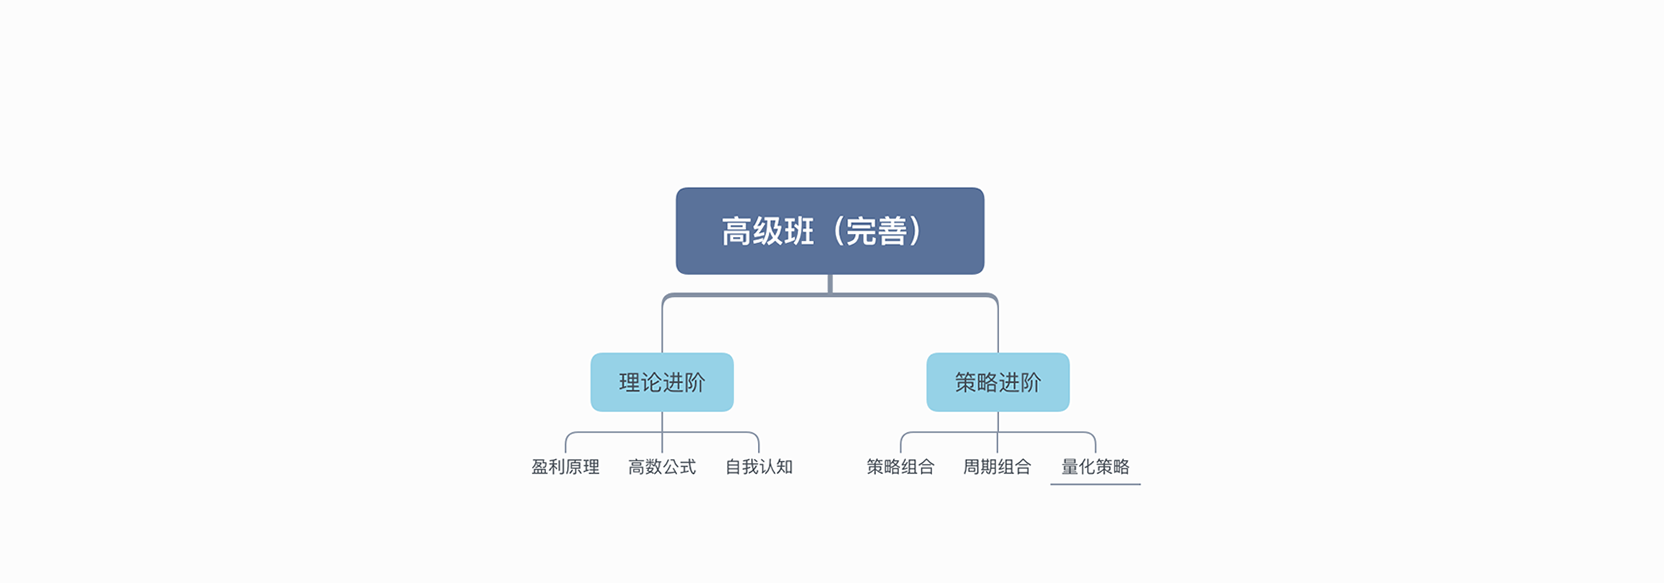 高级班（完善）
理论进阶
策略进阶
盈利原理
高数公式
自我认知
策略组合
周期组合
量化策略